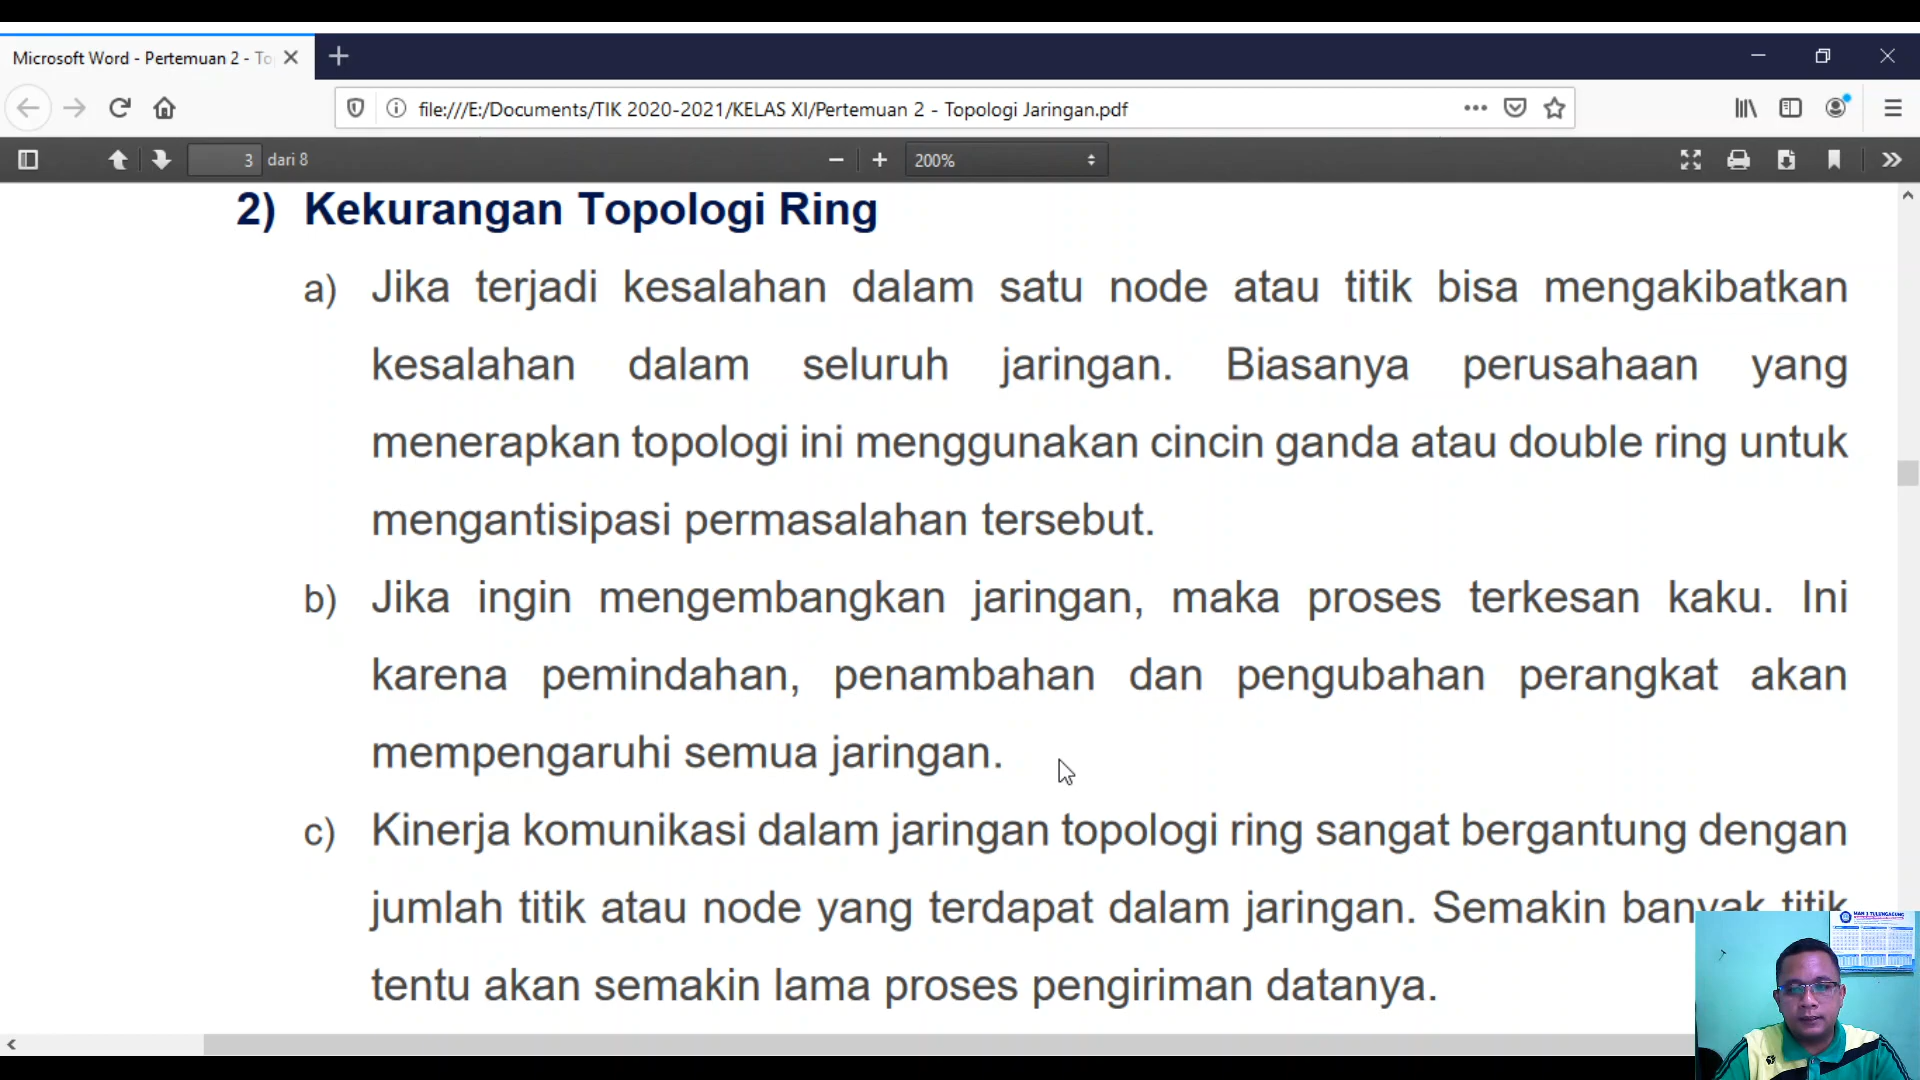 Microsoft Word - Pertemuan 2 - To
file:///E:/Documents/TIK 2020-2021/KELAS XI/Pertemuan 2 - Topologi Jaringan.pdf
3 dari 8
200%
2) Kekurangan Topologi Ring
a) Jika terjadi kesalahan dalam satu node atau titik bisa mengakibatkan
kesalahan dalam seluruh jaringan. Biasanya perusahaan yang
menerapkan topologi ini menggunakan cincin ganda atau double ring untuk
mengantisipasi permasalahan tersebut.
b) Jika ingin mengembangkan jaringan, maka proses terkesan kaku. Ini
karena pemindahan, penambahan dan pengubahan perangkat akan
mempengaruhi semua jaringan.
c) Kinerja komunikasi dalam jaringan topologi ring sangat bergantung dengan
jumlah titik atau node yang terdapat dalam jaringan. Semakin banyak titik
tentu akan semakin lama proses pengiriman datanya.